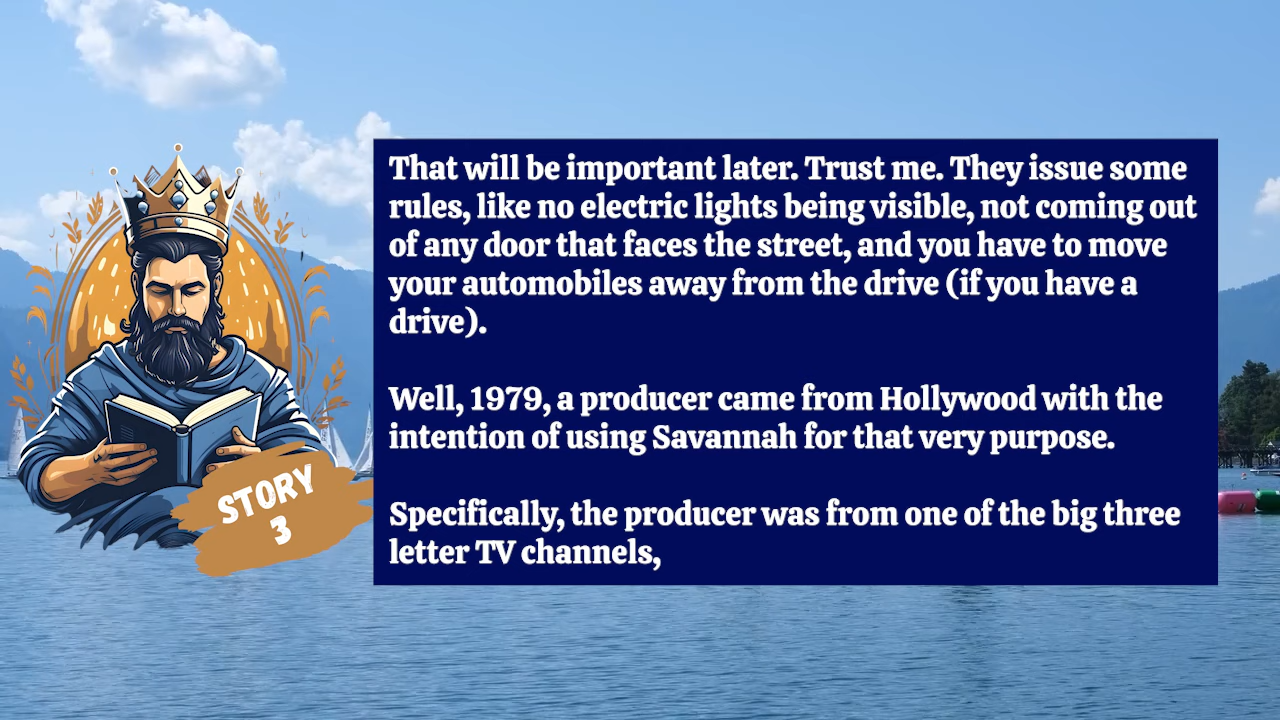 That will be important later. Trust me. They issue some
rules, like no electric lights being visible, not coming out
of any door that faces the street, and you have to move
your automobiles away from the drive (if you have a
drive).
Well, 1979, a producer came from Hollywood with the
intention of using Savannah for that very purpose.
Specifically, the producer was from one of the big three
letter TV channels,
STORY
3